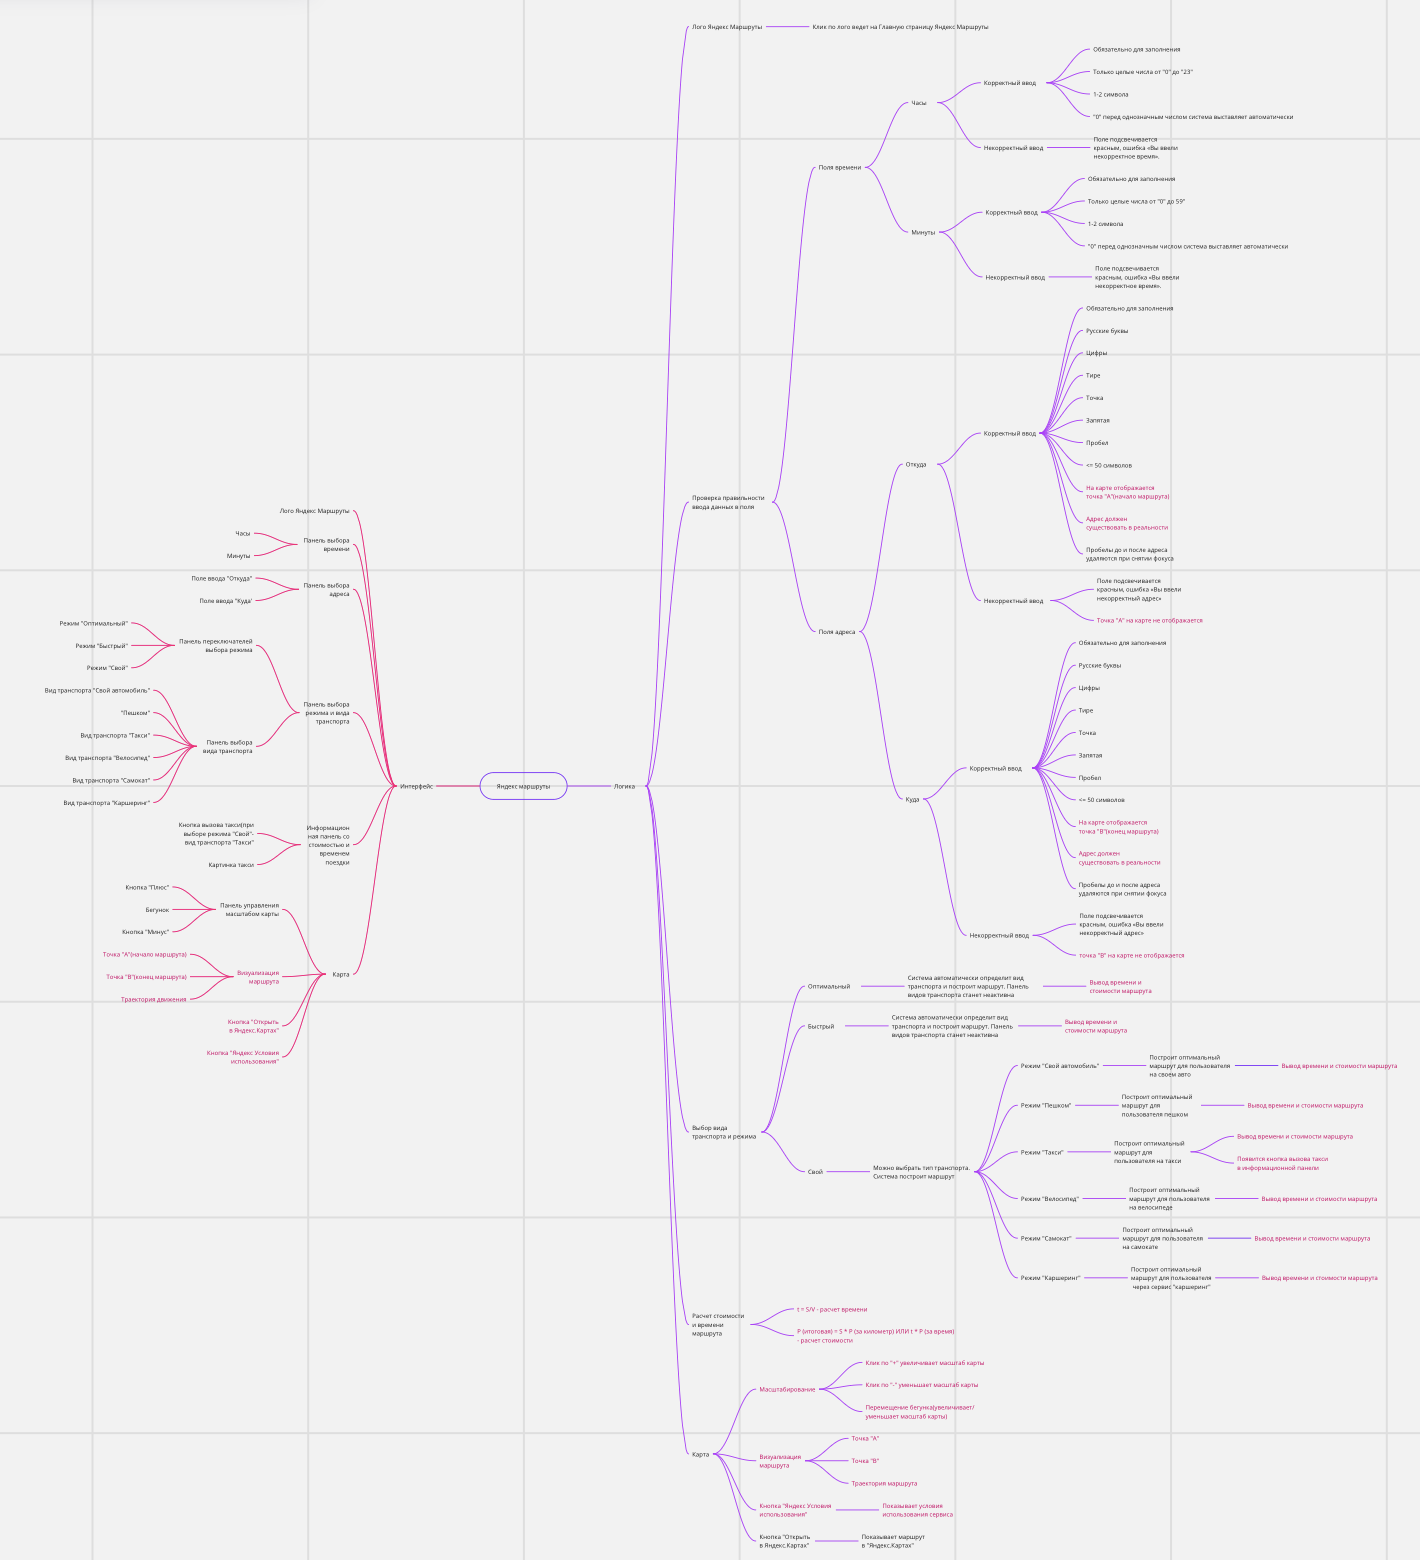 Яндекс маршруты
Интерфейс
Лого Яндекс Маршруты
Панель выбора
времени
Часы
Минуты
Панель выбора
адреса
Поле ввода "Откуда"
Поле ввода "Куда'
Панель выбора
режима и вида
транспорта
Панель переключателей
выбора режима
Режим "Оптимальный"
Режим "Быстрый"
Режим "Свой"
Панель выбора
вида транспорта
Вид транспорта "Свой автомобиль"
"Пешком"
Вид транспорта "Такси"
Вид транспорта "Велосипед"
Вид транспорта "Самокат"
Вид транспорта "Каршеринг"
Информацион
ная панель со
стоимостью и
временем
поездки
Кнопка вызова такси(при
выборе режима "Свой"-
вид транспорта "Такси"
Картинка такси
Карта
Панель управления
масштабом карты
Кнопка "Плюс"
Бегунок
Кнопка "Минус"
Визуализация
маршрута
Точка "А"(начало маршрута)
Точка "В"(конец маршрута)
Траектория движения
Кнопка "Открыть
в Яндекс.Картах"
Кнопка "Яндекс Условия
использования"
Логика
Лого Яндекс Маршруты
Клик по лого ведет на Главную страницу Яндекс Маршруты
Проверка правильности
ввода данных в поля
Поля времени
Часы
Корректный ввод
Обязательно для заполнения
Только целые числа от "0" до "23"
1-2 символа
"0" перед однозначным числом система выставляет автоматически
Некорректный ввод
Поле подсвечивается
красным, ошибка «Вы ввели
некорректное время».
Минуты
Корректный ввод
Обязательно для заполнения
Только целые числа от "0" до 59"
1-2 символа
"0" перед однозначным числом система выставляет автоматически
Некорректный ввод
Поле подсвечивается
красным, ошибка «Вы ввели
некорректное время».
Поля адреса
Откуда
Корректный ввод
Обязательно для заполнения
Русские буквы
Цифры
Тире
Точка
Запятая
Пробел
<= 50 символов
На карте отображается
точка "А"(начало маршрута)
Адрес должен
существовать в реальности
Пробелы до и после адреса
удаляются при снятии фокуса
Некорректный ввод
Поле подсвечивается
красным, ошибка «Вы ввели
некорректный адрес»
Точка "А" на карте не отображается
Куда
Корректный ввод
Обязательно для заполнения
Русские буквы
Цифры
Тире
Точка
Запятая
Пробел
<= 50 символов
На карте отображается
точка "В"(конец маршрута)
Адрес должен
существовать в реальности
Пробелы до и после адреса
удаляются при снятии фокуса
Некорректный ввод
Поле подсвечивается
красным, ошибка «Вы ввели
некорректный адрес»
точка "В" на карте не отображается
Выбор вида
транспорта и режима
Оптимальный
Система автоматически определит вид
транспорта и построит маршрут. Панель
видов транспорта станет неактивна
Вывод времени и
стоимости маршрута
Быстрый
Система автоматически определит вид
транспорта и построит маршрут. Панель
видов транспорта станет неактивна
Вывод времени и
стоимости маршрута
Свой
Можно выбрать тип транспорта.
Система построит маршрут
Режим "Свой автомобиль"
Построит оптимальный
маршрут для пользователя
на своем авто
Вывод времени и стоимости маршрута
Режим "Пешком"
Построит оптимальный
маршрут для
пользователя пешком
Вывод времени и стоимости маршрута
Режим "Такси"
Построит оптимальный
маршрут для
пользователя на такси
Вывод времени и стоимости маршрута
Появится кнопка вызова такси
в информационной панели
Режим "Велосипед"
Построит оптимальный
маршрут для пользователя
на велосипеде
Вывод времени и стоимости маршрута
Режим "Самокат"
Построит оптимальный
маршрут для пользователя
на самокате
Вывод времени и стоимости маршрута
Режим "Каршеринг"
Построит оптимальный
маршрут для пользователя
через сервис "каршеринг"
Вывод времени и стоимости маршрута
Расчет стоимости
и времени
маршрута
t = S/V - расчет времени
P (итоговая) = S * P (за километр) ИЛИ t * P (за время)
- расчет стоимости
Карта
Масштабирование
Клик по "+" увеличивает масштаб карты
Клик по "-" уменьшает масштаб карты
Перемещение бегунка(увеличивает/
уменьшает масштаб карты)
Визуализация
маршрута
Точка "А"
Точка "В"
Траектория маршрута
Кнопка "Яндекс Условия
использования"
Показывает условия
использования сервиса
Кнопка "Открыть
в Яндекс.Картах"
Показывает маршрут
в "Яндекс.Картах"